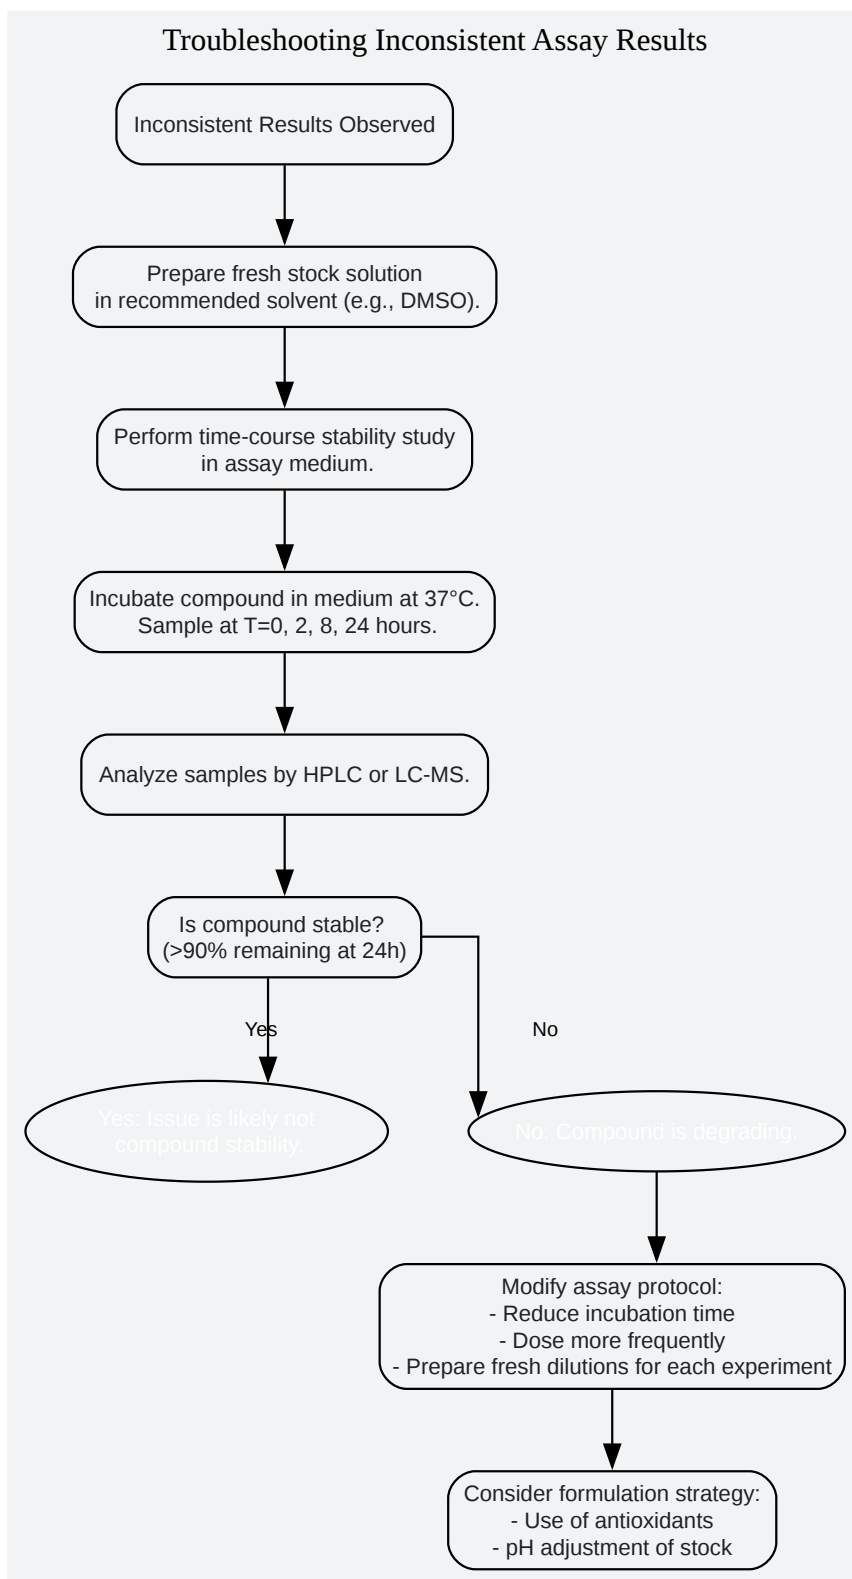 Troubleshooting Inconsistent Assay Results
Inconsistent Results Observed
Prepare fresh stock solution
in recommended solvent (e.g., DMSO).
Perform time-course stability study
in assay medium.
Incubate compound in medium at 37°C.
Sample at T=0, 2, 8, 24 hours.
Analyze samples by HPLC or LC-MS.
Is compound stable?
(>90% remaining at 24h)
Yes
No
Yes: Issue is likely not
compound stability.
No: Compound is degrading.
Modify assay protocol:
- Reduce incubation time
- Dose more frequently
- Prepare fresh dilutions for each experiment
Consider formulation strategy:
- Use of antioxidants
- pH adjustment of stock